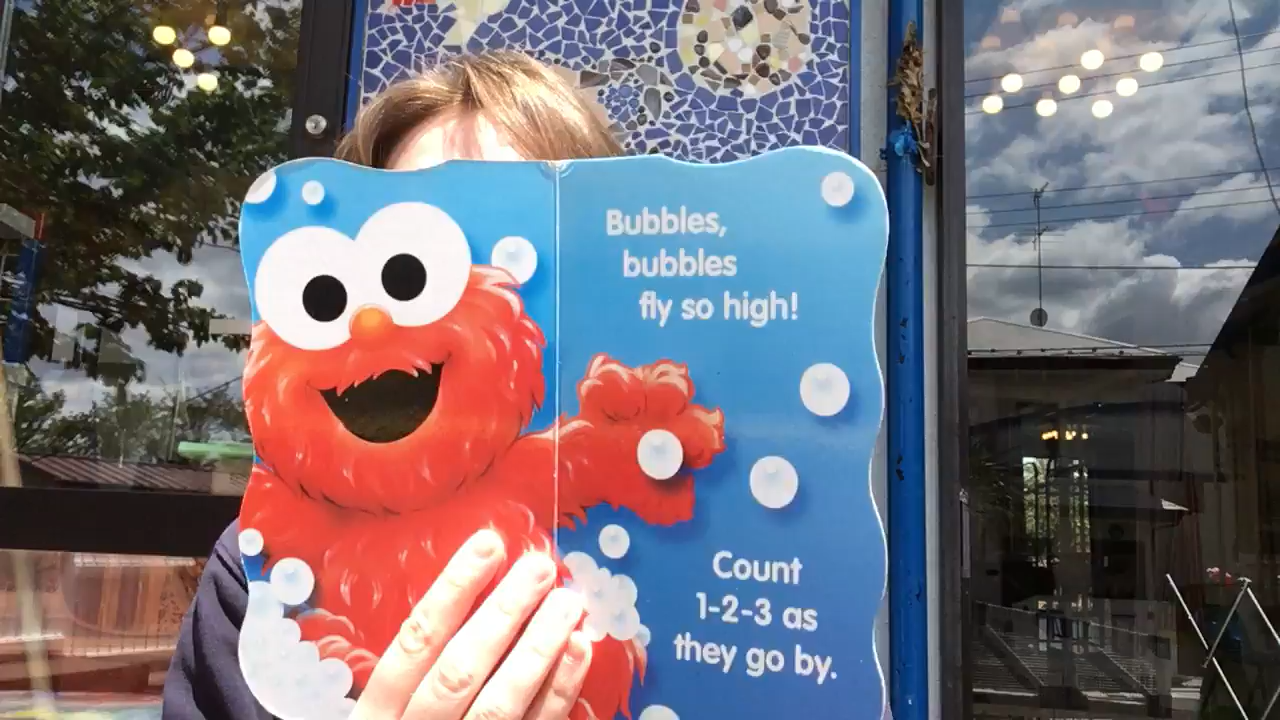 Bubbles,
bubbles
fly so high!
Count
1-2-3 as
they go by.